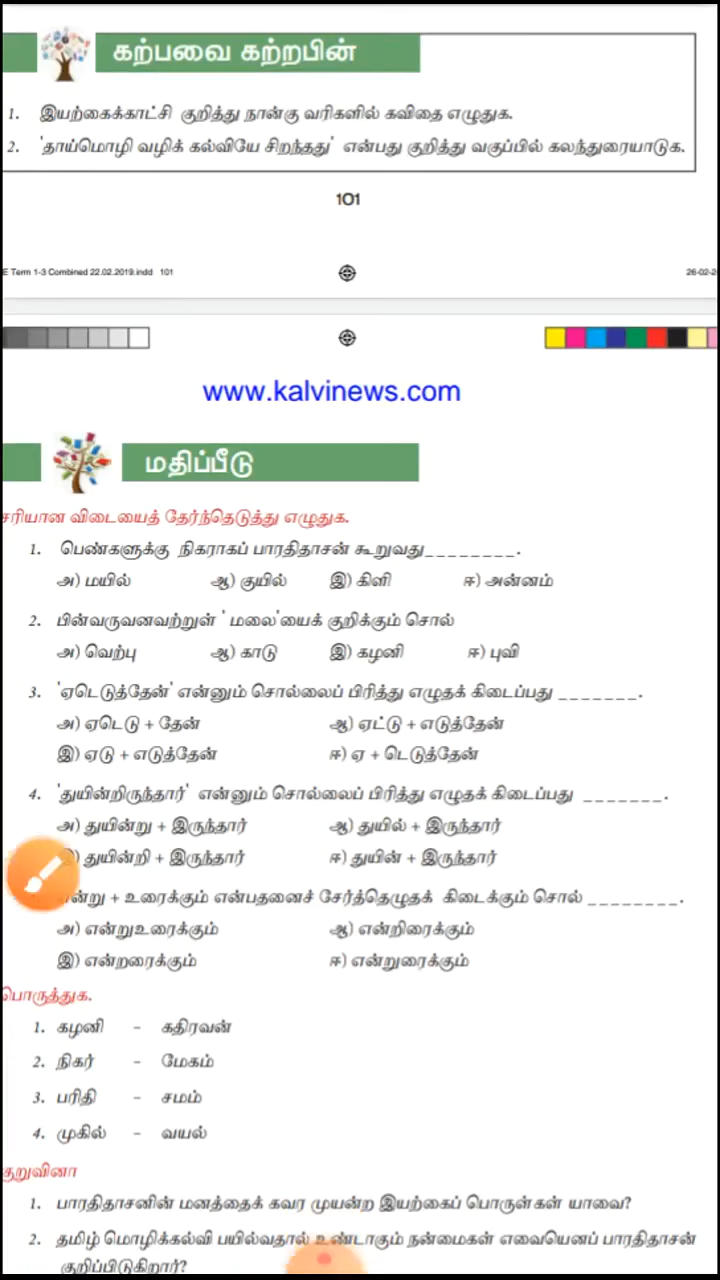 கற்பவை கற்றபின்
1. இயற்கைக்காட்சி குறித்து நான்கு வரிகளில் கவிதை எழுதுக.
2. 'தாய்மொழி வழிக் கல்வியே சிறந்தது' என்பது குறித்து வகுப்பில் கலந்துரையாடுக.
101
E Term 1-3 Combined 22.02.2019.indd 101
26-02-2
www.kalvinews.com
மதிப்பீடு
சரியான விடையைத் தேர்ந்தெடுத்து எழுதுக.
1. பெண்களுக்கு நிகராகப் பாரதிதாசன் கூறுவது________.
அ) மயில் ஆ) குயில் இ) கிளி ஈ) அன்னம்
2. பின்வருவனவற்றுள் ' மலை'யைக் குறிக்கும் சொல்
அ) வெற்பு ஆ) காடு இ) கழனி ஈ) புவி
3. 'ஏடெடுத்தேன்' என்னும் சொல்லைப் பிரித்து எழுதக் கிடைப்பது _______.
அ) ஏடெடு + தேன் ஆ) ஏட்டு + எடுத்தேன்
இ) ஏடு + எடுத்தேன் ஈ) ஏ + டெடுத்தேன்
4. 'துயின்றிருந்தார்' என்னும் சொல்லைப் பிரித்து எழுதக் கிடைப்பது _______.
அ) துயின்று + இருந்தார் ஆ) துயில் + இருந்தார்
) துயின்றி + இருந்தார் ஈ) துயின் + இருந்தார்
என்று + உரைக்கும் என்பதனைச் சேர்த்தெழுதக் கிடைக்கும் சொல் ________.
அ) என்றுஉரைக்கும் ஆ) என்றிரைக்கும்
இ) என்றரைக்கும் ஈ) என்றுரைக்கும்
பொருத்துக.
1. கழனி - கதிரவன்
2. நிகர் - மேகம்
3. பரிதி - சமம்
4. முகில் - வயல்
குறுவினா
1. பாரதிதாசனின் மனத்தைக் கவர முயன்ற இயற்கைப் பொருள்கள் யாவை?
2. தமிழ் மொழிக்கல்வி பயில்வதால் உண்டாகும் நன்மைகள் எவையெனப் பாரதிதாசன்
குறிப்பிடுகிறார்?